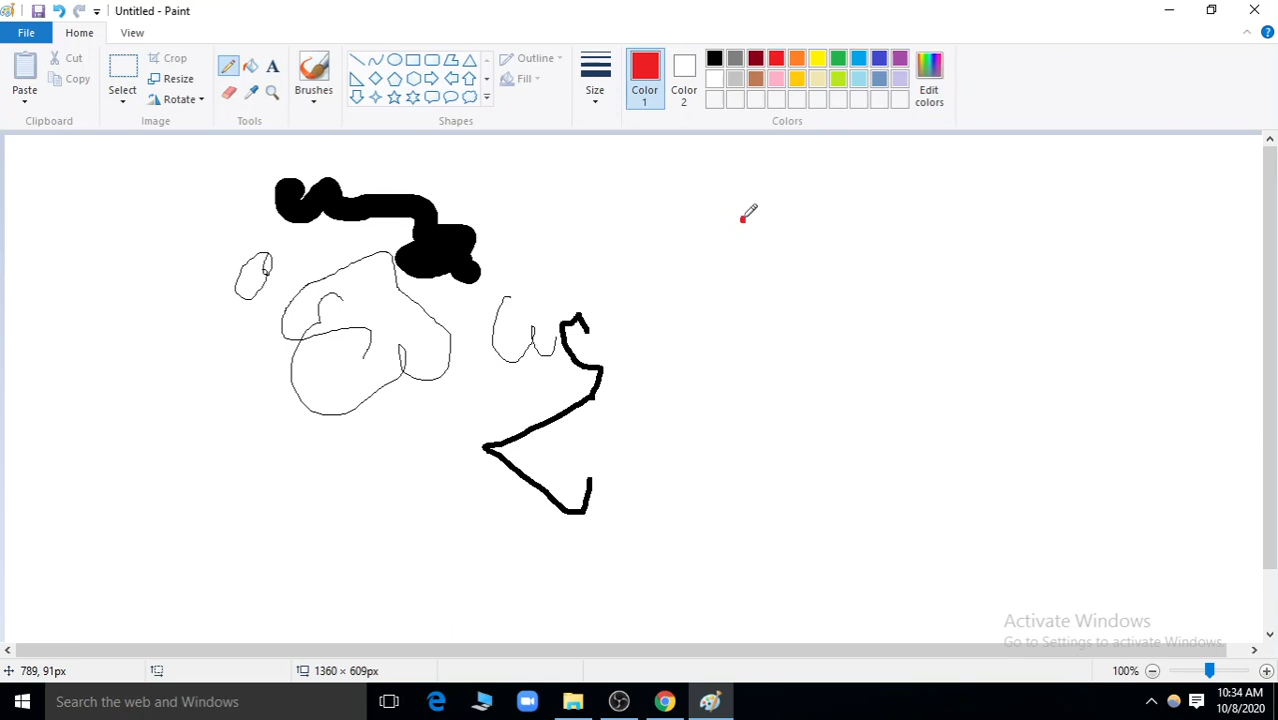 Untitled - Paint
File
Home
View
Paste
Cut
Copy
Clipboard
Select
Crop
Resize
Rotate
Image
A
Tools
Brushes
Outline
Fill
Shapes
Size
Color
1
Color
2
Edit
colors
Colors
Activate Windows
Go to Settings to activate Windows.
789, 91px
1360 × 609px
100%
Search the web and Windows
10:34 AM
10/8/2020